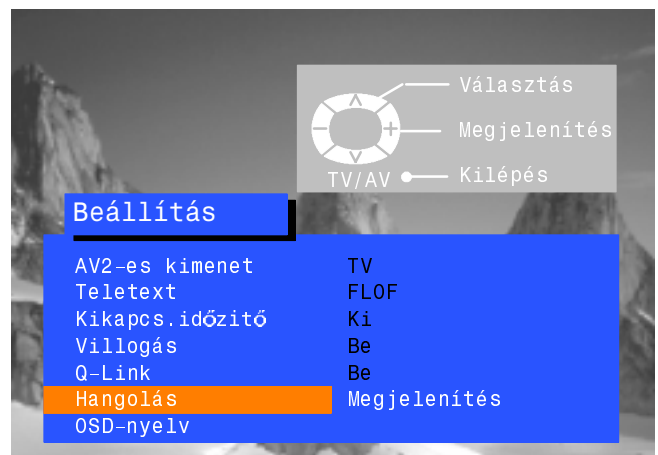 Választás
Megjelenítés
TV/AV Kilépés
Beállítás
AV2-es kimenet TV
Teletext FLOF
Kikapcs.időzitő Ki
Villogás Be
Q-Link Be
Hangolás Megjelenítés
OSD-nyelv